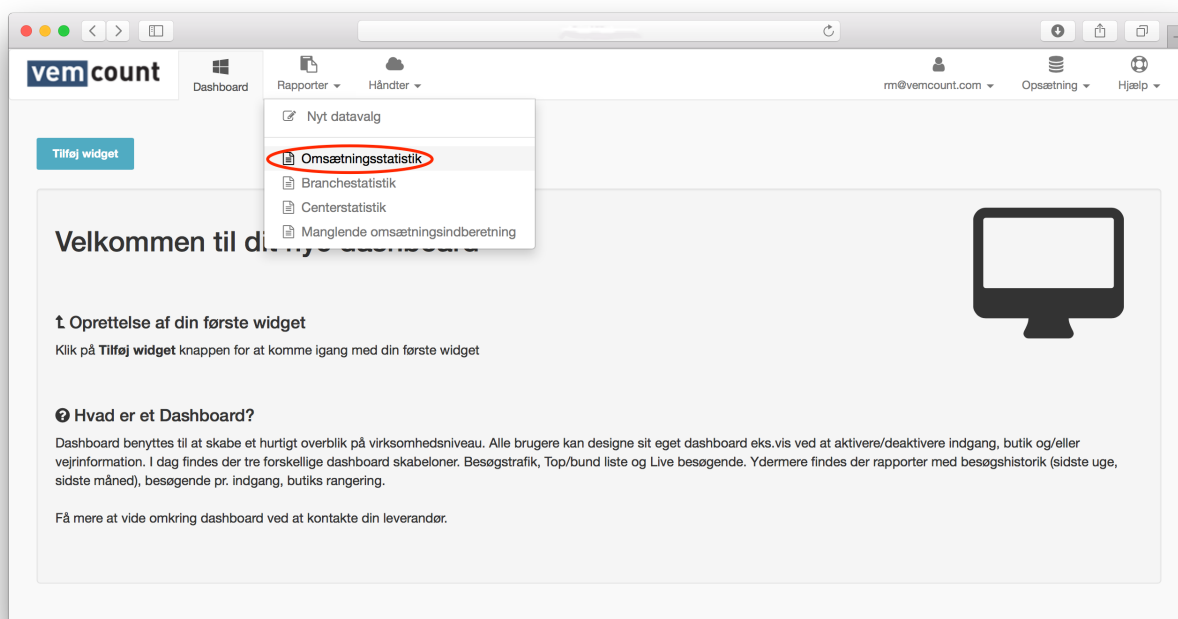 vemcount
Dashboard
Rapporter
Håndter
rm@vemcount.com
Opsætning
Hjælp
Nyt datavalg
Omsætningsstatistik
Branchestatistik
Centerstatistik
Manglende omsætningsindberetning
Tilføj widget
Velkommen til dit nye dashboard
Oprettelse af din første widget
Klik på Tilføj widget knappen for at komme igang med din første widget
Hvad er et Dashboard?
Dashboard benyttes til at skabe et hurtigt overblik på virksomhedsniveau. Alle brugere kan designe sit eget dashboard eks.vis ved at aktivere/deaktivere indgang, butik og/eller
vejrinformation. I dag findes der tre forskellige dashboard skabeloner. Besøgstrafik, Top/bund liste og Live besøgende. Ydermere findes der rapporter med besøgshistorik (sidste uge,
sidste måned), besøgende pr. indgang, butiks rangering.
Få mere at vide omkring dashboard ved at kontakte din leverandør.